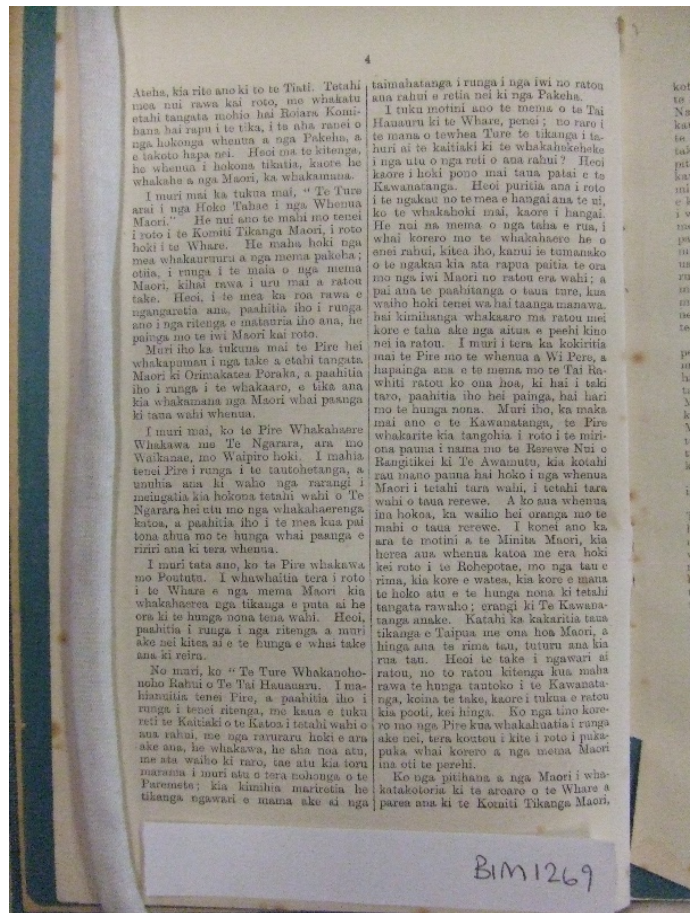 4
Ateha, kia rite ano ki to te Tiati. Tetahi
mea nui rawa kai roto, me whakatu
etahi tangata mohio hai Roiara Komi-
hana hai rapu i te tika, i te aha ranei o
nga hokonga whenua a nga Pakeha, a
e takoto hapa nei. Heoi ma te kitenga,
he whenua i hokona tikatia, kaore he
whakahe a nga Maori, ka whakamana.
I muri mai ka tukua mai, " Te Ture
arai i nga Hoko Tahae i nga Whenua
Maori." He nui ano te mahi mo tenei
i roto i te Komiti Tikanga Maori, i roto
hoki i te Whare. He maha hoki nga
mea whakauruuru a nga mema pakeha ;
otiia, i runga i te maia o nga mema
Maori, kihai rawa i uru mai a ratou
take. Heoi, i te mea ka roa rawa e
ngangaretia ana, paahitia iho i runga
ano i nga ritenga e matauria iho ana, he
painga mo te iwi Maori kai roto.
Muri iho ka tukuna mai te Pire hei
whakapumau i nga take a etahi tangata
Maori ki Orimakatea Poraka, a paahitia
iho i runga i te whakaaro, e tika ana
kia whakamana nga Maori whai paanga
ki taua wahi whenua.
I muri mai, ko te Pire Whakahaere
Whakawa mo Te Ngarara, ara mo
Waikanae, mo Waipiro hoki. I mahia
tenei Pire i runga i te tautohetanga, a
unuhia ana ki waho nga rarangi i
meingatia kia hokona tetahi wahi o Te
Ngarara hei utu mo nga whakahaerenga
katoa, a paahitia iho i te mea kua pai
tona ahua mo te hunga whai paanga e
ririri ana ki tera whenua.
I muri tata ano, ko te Pire whakawa
mo Poututu. I whawhaitia tera i roto
i te Whare e nga mema Maori kia
whakahaerea nga tikanga e puta ai he
ora ki te hunga nona tena wahi. Heoi,
paahitia i runga i nga ritenga a muri
ake nei kitea ai e te hunga e whai take
ana ki reira.
No muri, ko " Te Ture Whakanoho-
noho Rahui o Te Tai Hauauru. I ma-
hiangitia tenei Pire, a paahitia iho i
runga i tenei ritenga, me kaua e tuku
reti te Kaitiaki o te Katoa i tetahi wahi o
aua rahui, me nga raruraru hoki e ara
ake ana, he whakawa, he aha noa atu,
me ata waiho ki raro, tae atu kia toru
marama i muri atu o tera nohonga o te
Paremete ; kia kimihia mariretia he
tikanga ngawari e mama ake ai nga
taimahatanga i runga i nga iwi no ratou
aua rahui e retia nei ki nga Pakeha.
I tuku motini ano te mema o te Tai
Hauauru ki te Whare, penei ; no raro i
te mana o tewhea Ture te tikanga i ta-
huri ai te kaitiaki ki te whakahekeheke
i nga utu o nga reti o aua rahui ? Heoi
kaore i hoki pono mai taua patai e te
Kawanatanga. Heoi puritia ana i roto
i te ngakau no te mea e hangai ana te ui,
ko te whakahoki mai, kaore i hangai.
He nui na mema o nga taha e rua, i
whai korero mo te whakahaere he o
enei rahui, kitea iho, kanui te tumanako
o te ngakau kia ata rapua paitia te ora
mo nga iwi Maori no ratou era wahi ; a
pai ana te paahitanga o taua ture, kua
waiho hoki tenei wa hai taanga manawa.
hai kimihanga whakaaro ma ratou mei
kore e taha ake nga aitua e peehi kino
nei ia ratou. I muri i tera ka kokiritia
mai te Pire mo te whenua a Wi Pere, a
hapainga ana e te mema mo te Tai Ra-
whiti ratou ko ona hoa, ki hai i taki
taro, paahitia iho hei painga, hai hari
mo te hunga nona. Muri iho, ka maka
mai ano e te Kawanatanga, te Pire
whakarite kia tangohia i roto i te miri-
ona pauna i nama mo te Rerewe Nui o
Rangitikei ki Te Awamutu, kia kotahi
rau mano pauna hai hoko i nga whenua
Maori i tetahi tara wahi, i tetahi tara
wahi o taua rerewe. A ko aua whenua
ina hokoa, ka waiho hei oranga mo te
mahi o taua rerewe. I konei ano ka
ara te motini a te Minita Maori, kia
herea aua whenua katoa me era hoki
kei roto i te Rohepotae, mo nga tau e
rima, kia kore e watea, kia kore e mana
te hoko atu e te hunga nona ki tetahi
tangata rawaho ; erangi ki Te Kawana-
tanga anake. Katahi ka kakaritia taua
tikanga e Taipua me ona hoa Maori, a
hinga ana te rima tau, tuturu ana kia
rua tau. Heoi te take i ngawari ai
ratou, no to ratou kitenga kua maha
rawa te hunga tautoko i te Kawanata-
nga, koina te take, kaore i tukua e ratou
kia pooti, kei hinga. Ko nga tino kore-
ro mo nga Pire kua whakahuatia i runga
ake nei, tera koutou i kite i roto i puka-
puka whai korero a nga mema Maori
ina oti te perehi.
Ko nga pitihana a nga Maori i wha-
katakotoria ki te aroaro o te Whare a
parea ana ki te Komiti Tikanga Maori,
BIM1269